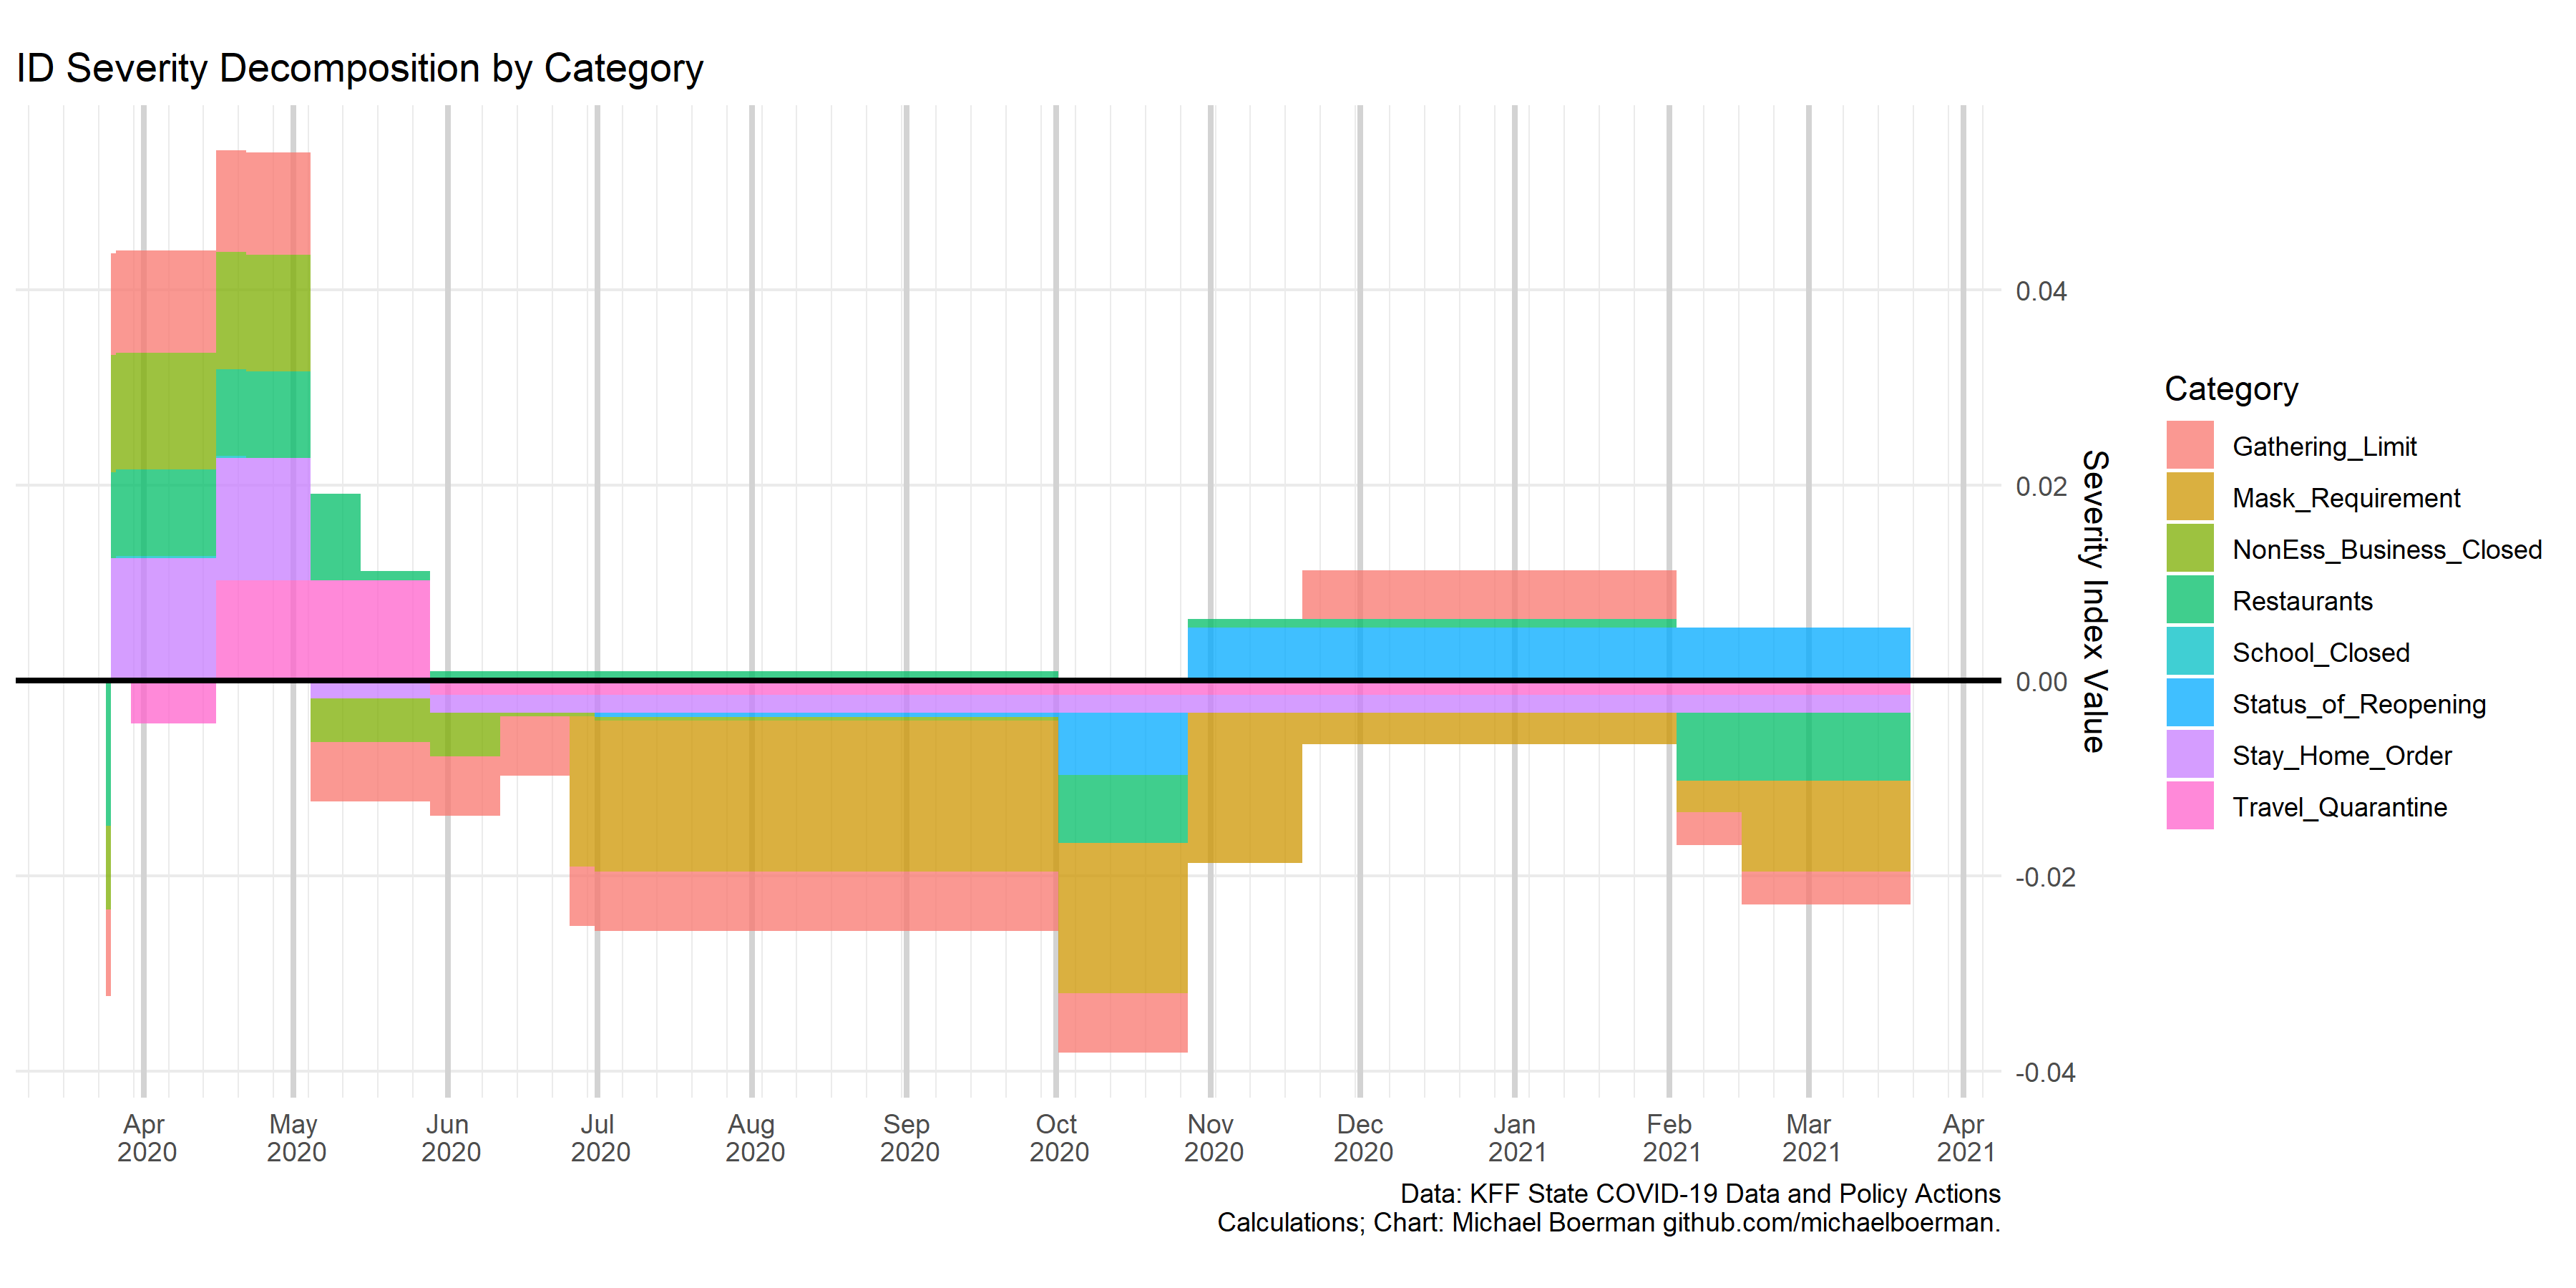 ID Severity Decomposition by Category
0.04
0.02
0.00
-0.02
-0.04
Severity Index Value
Apr
2020
May
2020
Jun
2020
Jul
2020
Aug
2020
Sep
2020
Oct
2020
Nov
2020
Dec
2020
Jan
2021
Feb
2021
Mar
2021
Apr
2021
Category
Gathering_Limit
Mask_Requirement
NonEss_Business_Closed
Restaurants
School_Closed
Status_of_Reopening
Stay_Home_Order
Travel_Quarantine
Data: KFF State COVID-19 Data and Policy Actions
Calculations; Chart: Michael Boerman github.com/michaelboerman.